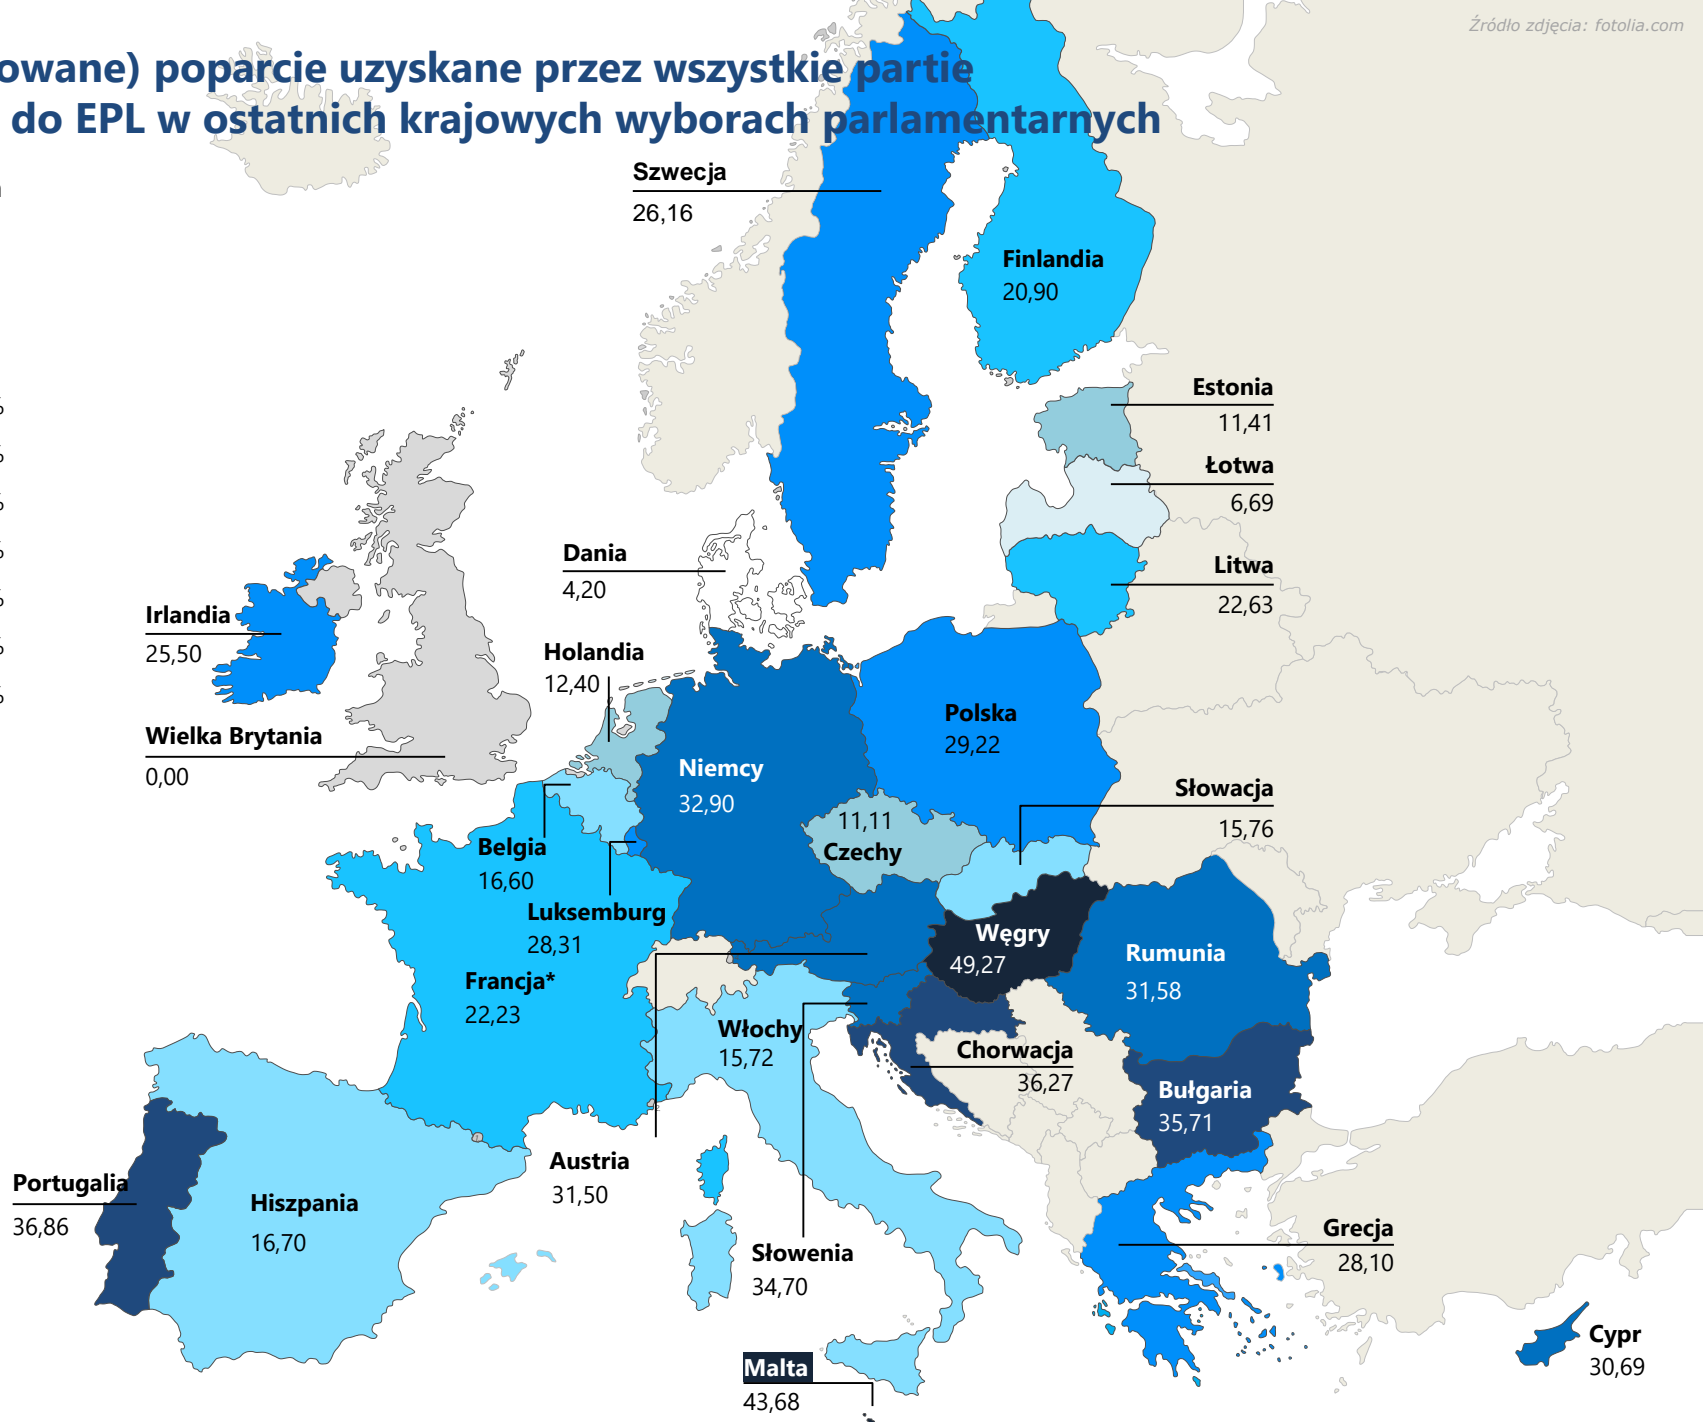 Źródło zdjęcia: fotolia.com
owane) poparcie uzyskane przez wszystkie partie
do EPL w ostatnich krajowych wyborach parlamentarnych
Szwecja
26,16
Finlandia
20,90
Estonia
11,41
%
Łotwa
6,69
%
%
Dania
4,20
%
Litwa
22,63
%
Irlandia
25,50
%
Holandia
12,40
%
Wielka Brytania
0,00
Polska
29,22
Niemcy
32,90
Słowacja
15,76
11,11
Czechy
Belgia
16,60
Luksemburg
28,31
Węgry
49,27
Rumunia
31,58
Francja*
22,23
Włochy
15,72
Chorwacja
36,27
Bułgaria
35,71
Austria
31,50
Portugalia
36,86
Hiszpania
16,70
Słowenia
34,70
Grecja
28,10
Cypr
30,69
Malta
43,68